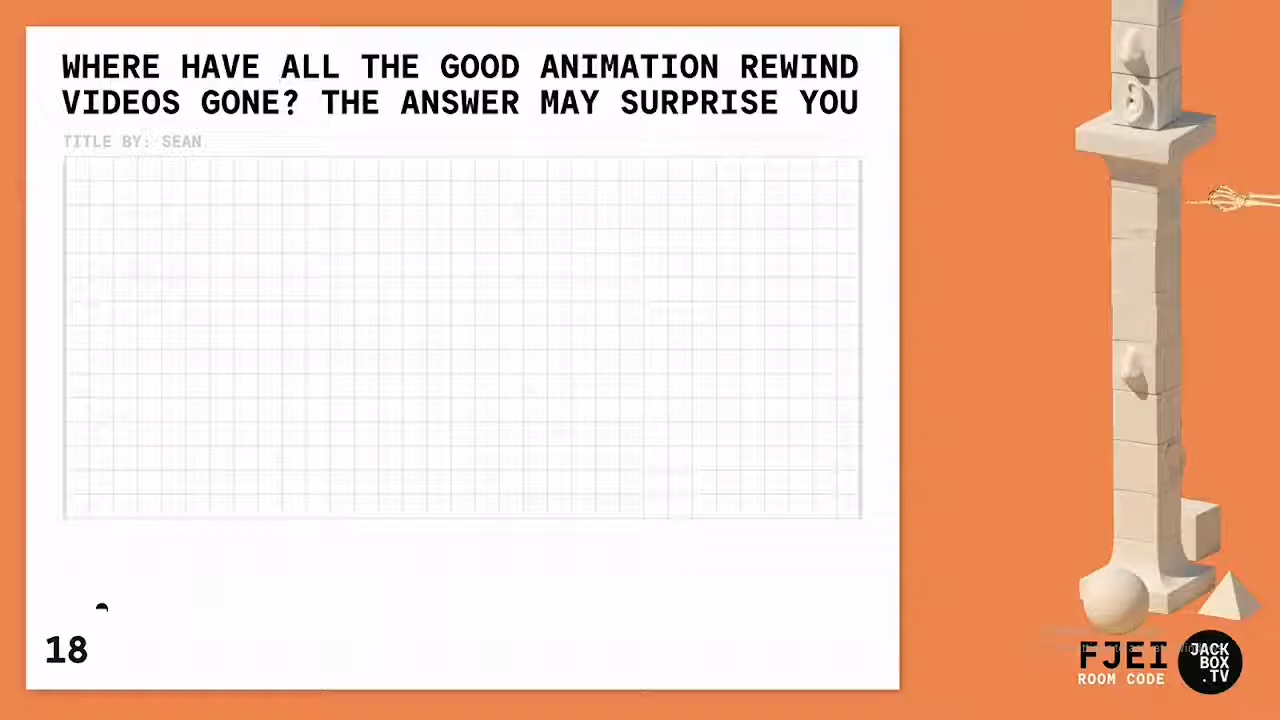 WHERE HAVE ALL THE GOOD ANIMATION REWIND
VIDEOS GONE? THE ANSWER MAY SURPRISE YOU
TITLE BY: SEAN
18
FJEI
ROOM CODE
JACK
BOX
.TV